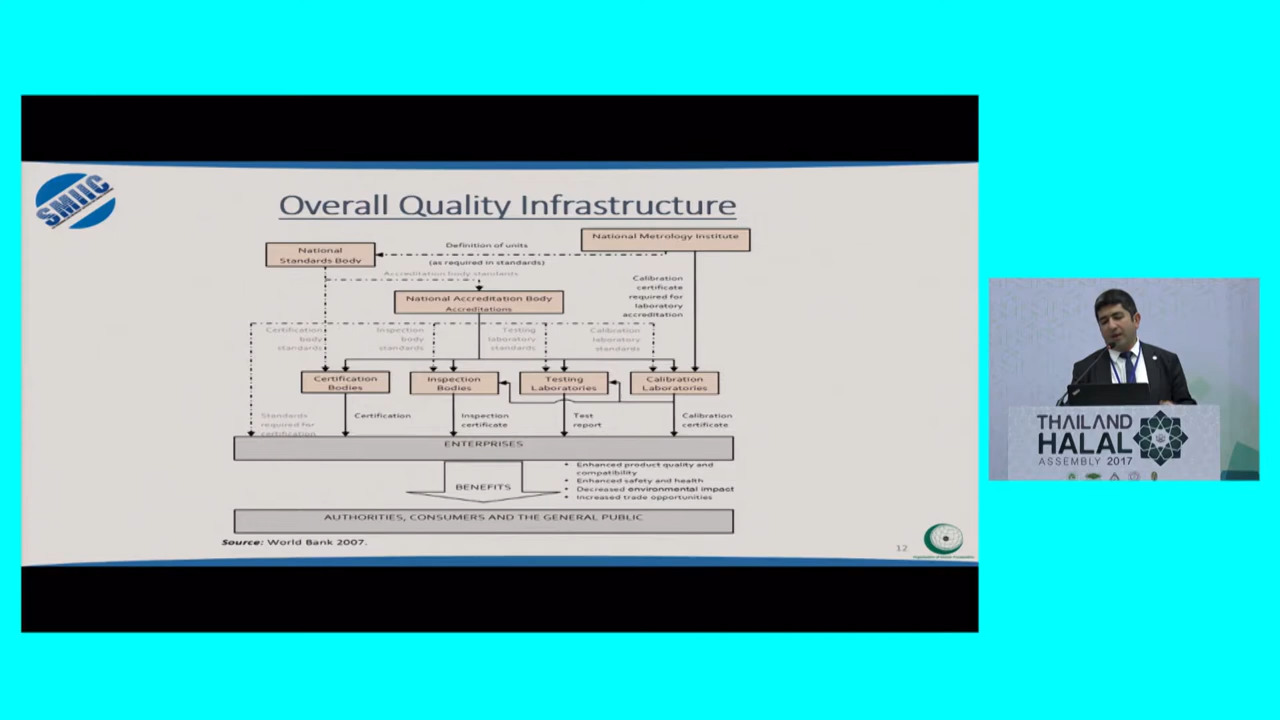 SMIIC
Overall Quality Infrastructure
National Metrology Institute
National
Standards Body
Definition of units
(as required in standards)
Accreditation body standards
Calibration
certificate
required for
laboratory
accreditation
National Accreditation Body
Accreditations
Certification
body
standards
Inspection
body
standards
Testing
laboratory
standards
Calibration
laboratory
standards
Certification
Bodies
Inspection
Bodies
Testing
Laboratories
Calibration
Laboratories
Standards
required for
certification
Certification
Inspection
certificate
Test
report
Calibration
certificate
ENTERPRISES
BENEFITS
• Enhanced product quality and
compatibility
• Enhanced safety and health
• Decreased environmental impact
• Increased trade opportunities
AUTHORITIES, CONSUMERS AND THE GENERAL PUBLIC
Source: World Bank 2007.
12
THAILAND
HALAL
ASSEMBLY 2017